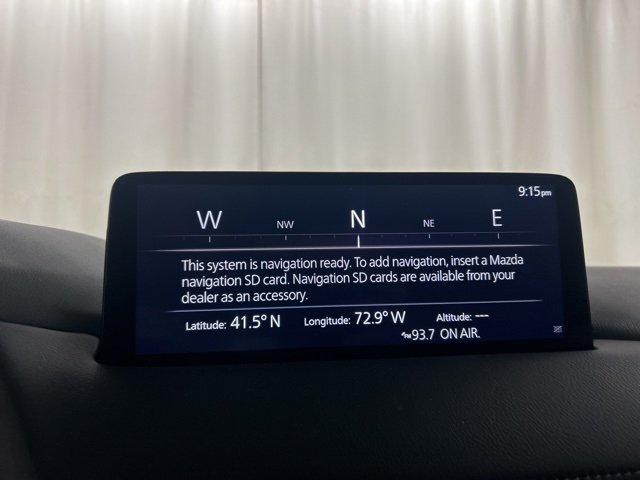 9:15pm
W NW N NE E
This system is navigation ready. To add navigation, insert a Mazda
navigation SD card. Navigation SD cards are available from your
dealer as an accessory.
Latitude: 41.5° N Longitude: 72.9° W Altitude: ---
FM 93.7 ON AIR.